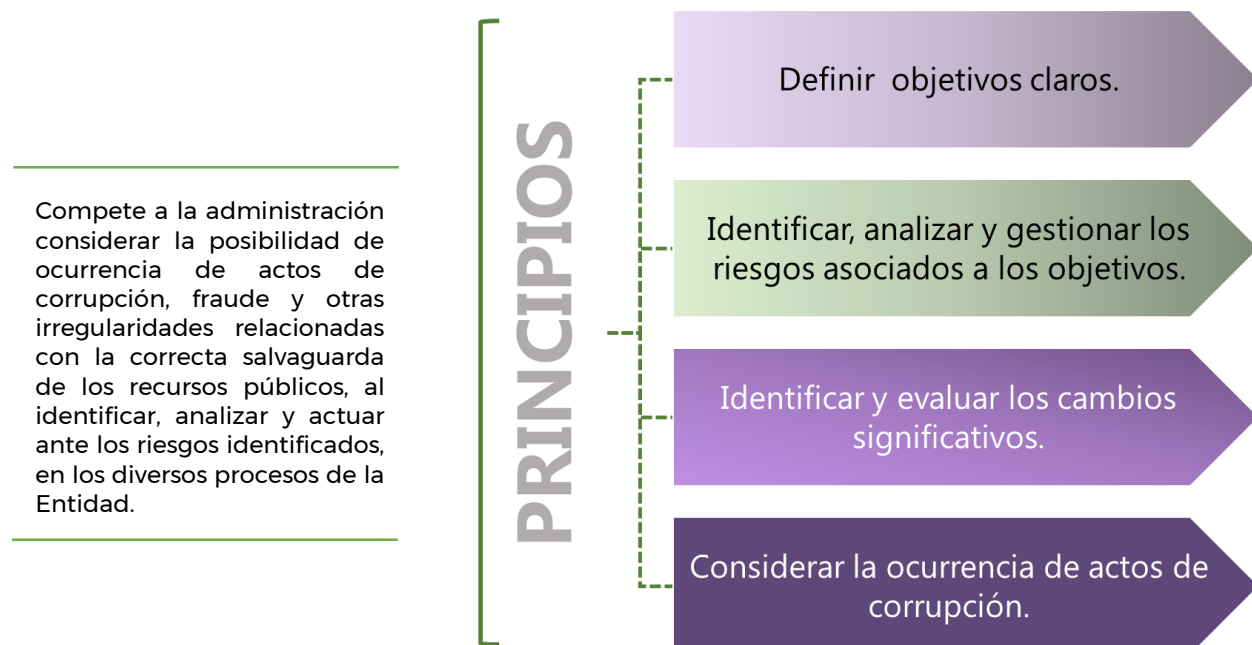 Compete a la administración
considerar la posibilidad de
ocurrencia de actos de
corrupción, fraude y otras
irregularidades relacionadas
con la correcta salvaguarda
de los recursos públicos, al
identificar, analizar y actuar
ante los riesgos identificados,
en los diversos procesos de la
Entidad.
PRINCIPIOS
Definir objetivos claros.
Identificar, analizar y gestionar los
riesgos asociados a los objetivos.
Identificar y evaluar los cambios
significativos.
Considerar la ocurrencia de actos de
corrupción.